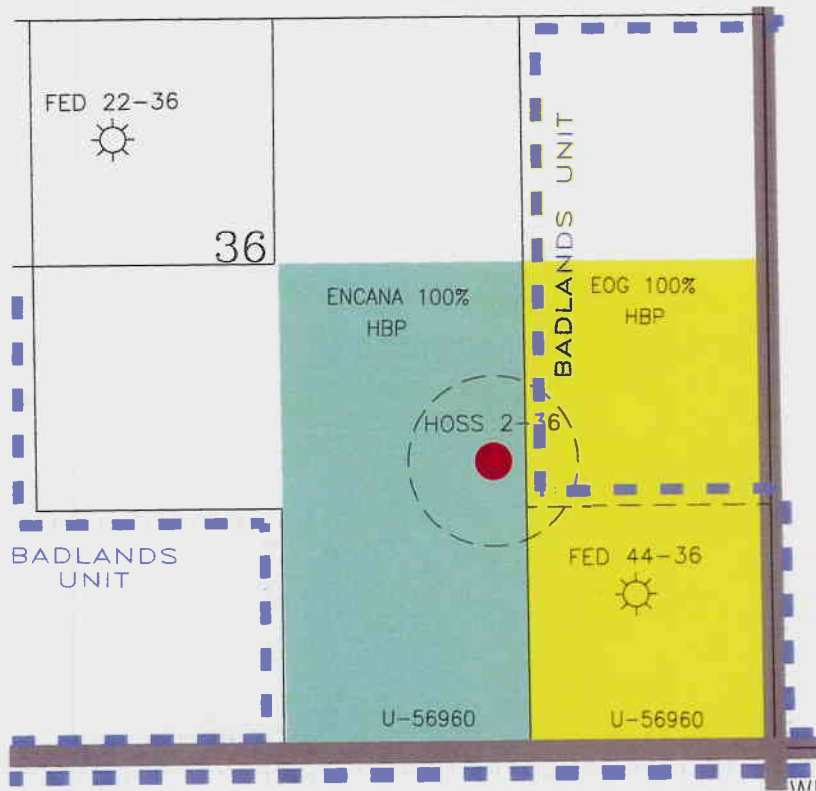 FED 22-36
36
BADLANDS UNIT
ENCANA 100%
HBP
EOG 100%
HBP
HOSS 2-36
BADLANDS
UNIT
FED 44-36
U-56960
U-56960